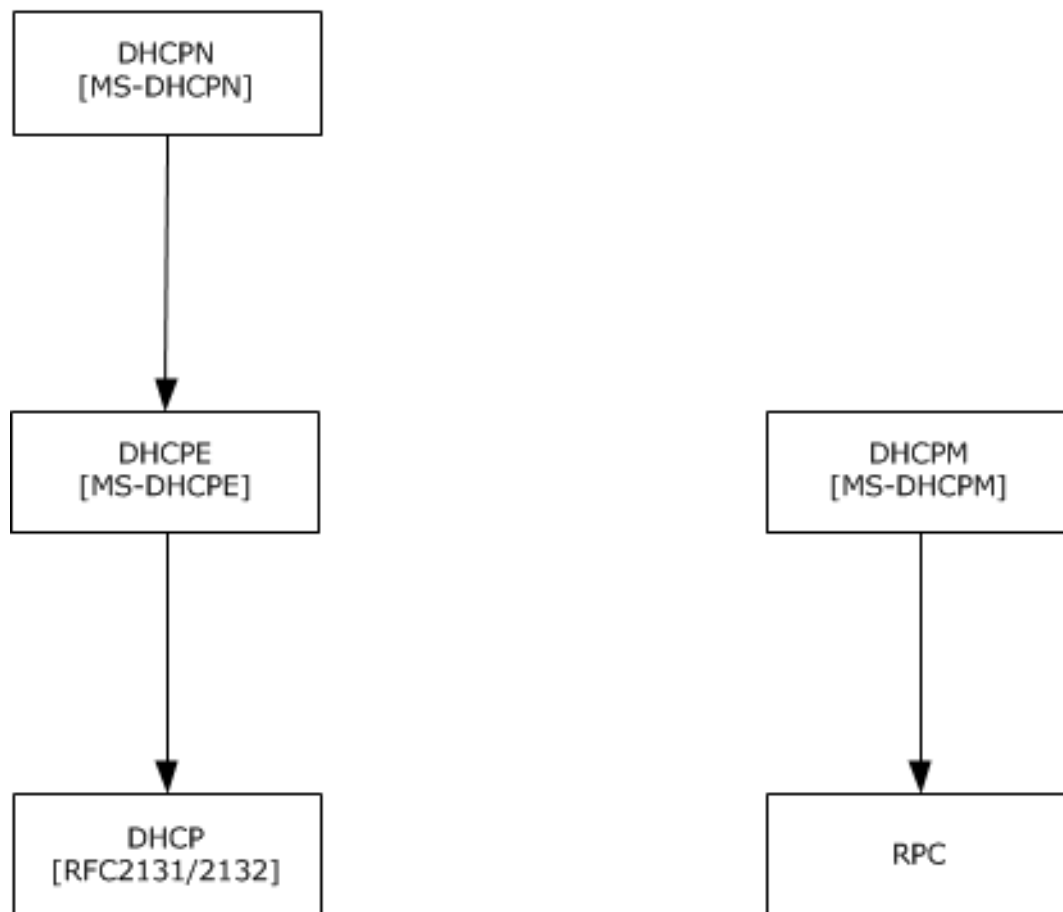 DHCPN
[MS-DHCPN]
DHCPE
[MS-DHCPE]
DHCPM
[MS-DHCPM]
DHCP
[RFC2131/2132]
RPC